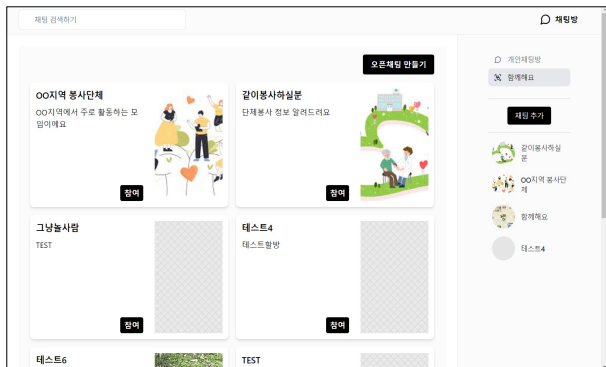 채팅 검색하기
채팅방
오픈채팅 만들기
OO지역 봉사단체
OO지역에서 주로 활동하는 모
임이에요
참여
같이봉사하실분
단체봉사 정보 알려드려요
참여
그냥놀사람
TEST
참여
테스트4
테스트할방
참여
테스트6
TEST
개인채팅방
함께해요
채팅 추가
같이봉사하실
분
OO지역 봉사단
체
함께해요
테스트4